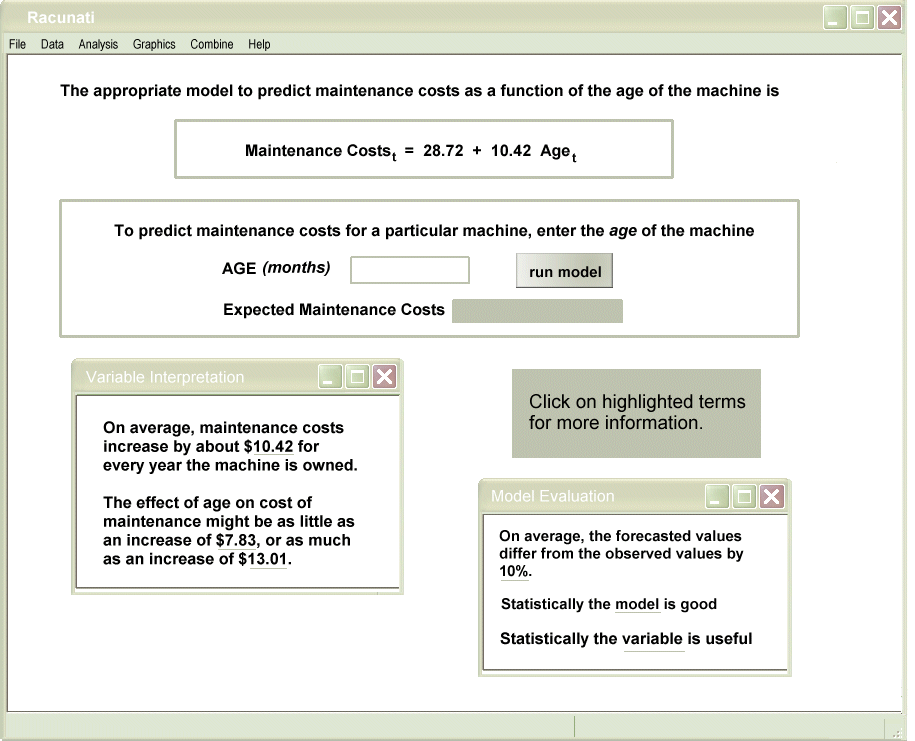 Racunati
File Data Analysis Graphics Combine Help
The appropriate model to predict maintenance costs as a function of the age of the machine is
Maintenance Costst = 28.72 + 10.42 Aget
To predict maintenance costs for a particular machine, enter the age of the machine
AGE (months)
run model
Expected Maintenance Costs
Variable Interpretation
On average, maintenance costs
increase by about $10.42 for
every year the machine is owned.
The effect of age on cost of
maintenance might be as little as
an increase of $7.83, or as much
as an increase of $13.01.
Click on highlighted terms
for more information.
Model Evaluation
On average, the forecasted values
differ from the observed values by
10%.
Statistically the model is good
Statistically the variable is useful